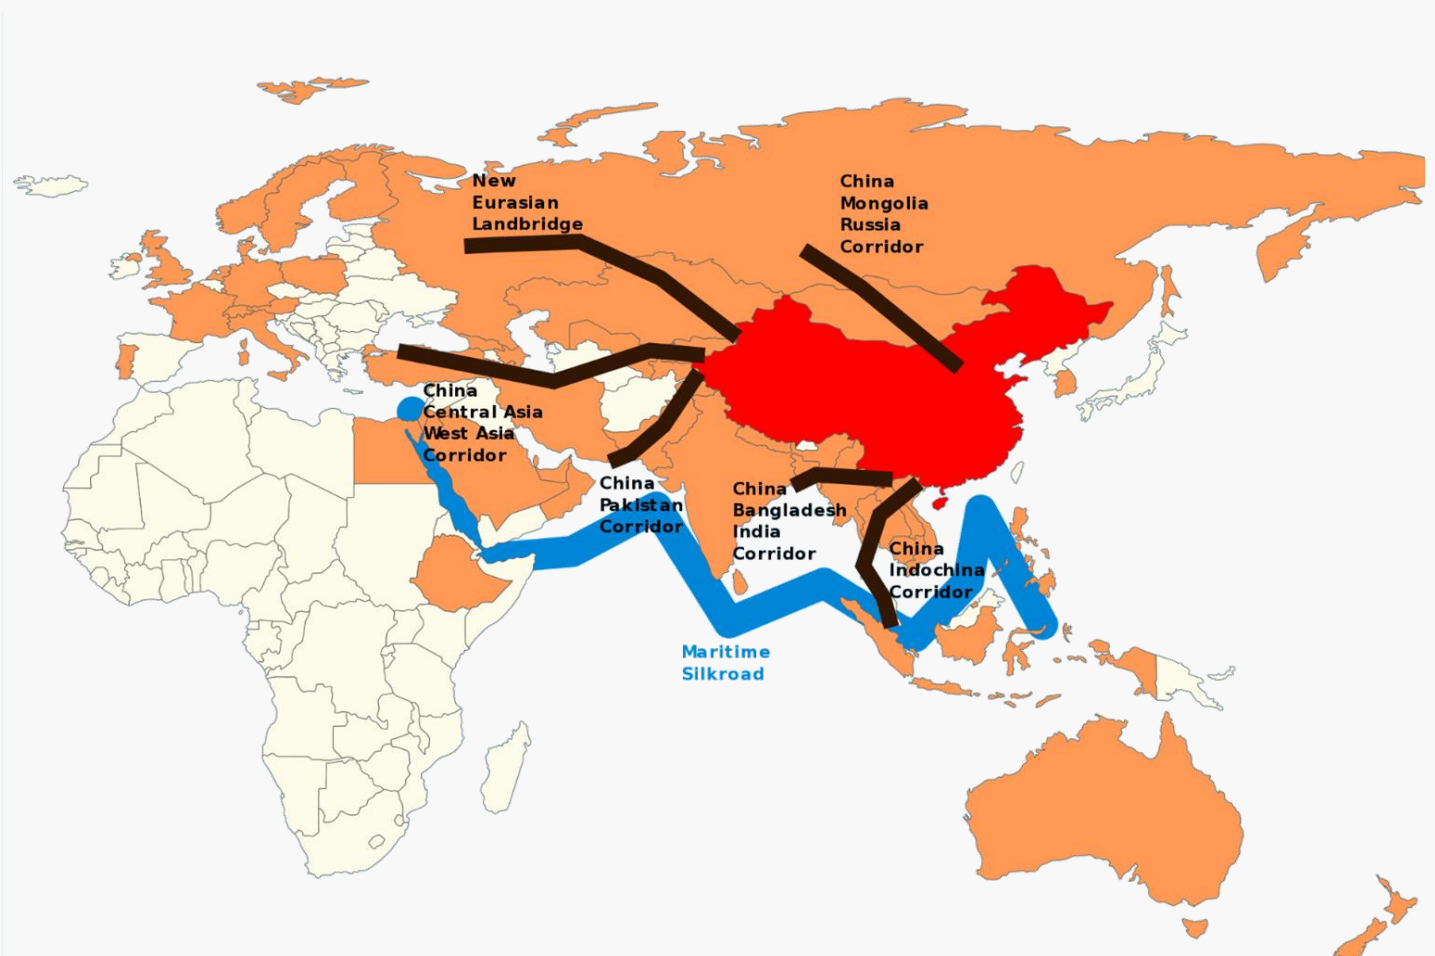 New
Eurasian
Landbridge
China
Mongolia
Russia
Corridor
China
Central Asia
West Asia
Corridor
China
Pakistan
Corridor
China
Bangladesh
India
Corridor
China
Indochina
Corridor
Maritime
Silkroad